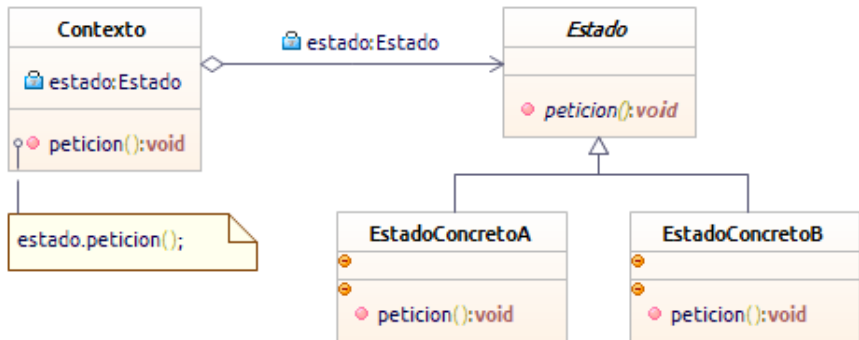 Contexto
estado:Estado
peticion():void
estado.peticion();
estado:Estado
Estado
peticion():void
EstadoConcretoA
peticion():void
EstadoConcretoB
peticion():void